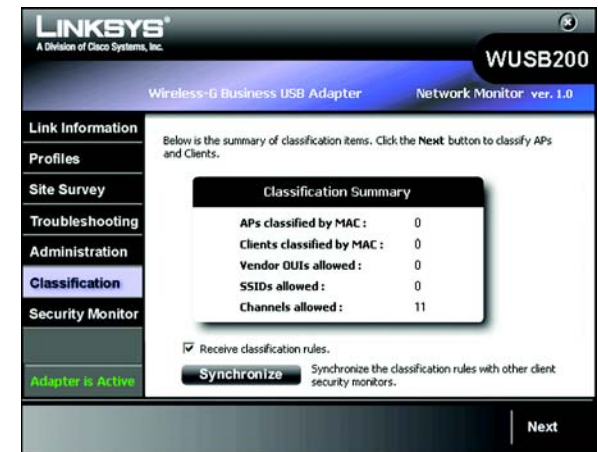 LINKSYS®
A Division of Cisco Systems, Inc.
WUSB200
Wireless-G Business USB Adapter
Network Monitor ver. 1.0
Link Information
Profiles
Site Survey
Troubleshooting
Administration
Classification
Security Monitor
Adapter is Active
Below is the summary of classification items. Click the Next button to classify APs
and Clients.
Classification Summary
APs classified by MAC : 0
Clients classified by MAC : 0
Vendor OUIs allowed : 0
SSIDs allowed : 0
Channels allowed : 11
Receive classification rules.
Synchronize
Synchronize the classification rules with other client
security monitors.
Next